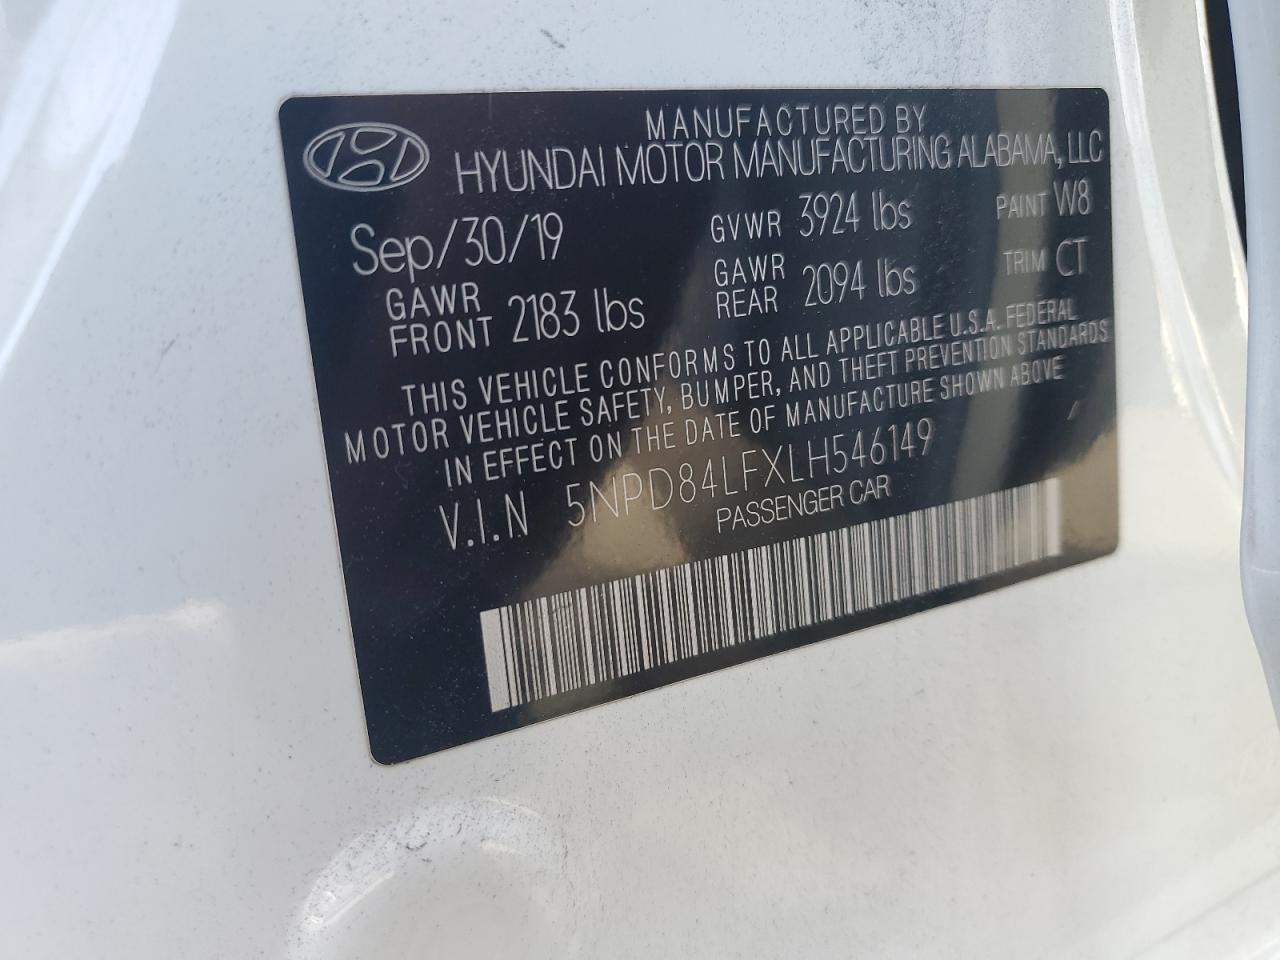 MANUFACTURED BY
HYUNDAI MOTOR MANUFACTURING ALABAMA, LLC
Sep/30/19 GVWR 3924 lbs PAINT W8
GAWR FRONT 2183 lbs GAWR REAR 2094 lbs TRIM CT
THIS VEHICLE CONFORMS TO ALL APPLICABLE U.S.A. FEDERAL
MOTOR VEHICLE SAFETY, BUMPER, AND THEFT PREVENTION STANDARDS
IN EFFECT ON THE DATE OF MANUFACTURE SHOWN ABOVE
V.I.N 5NPD84LFXLH546149
PASSENGER CAR